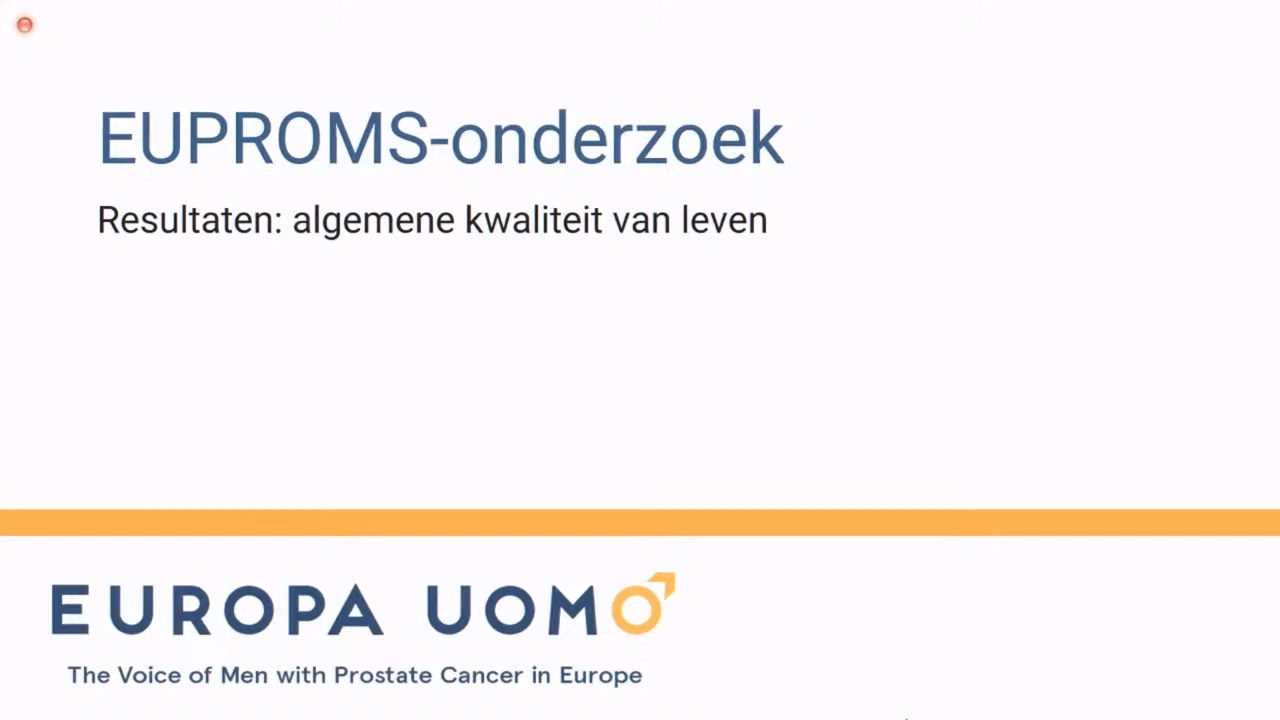 EUPROMS-onderzoek
Resultaten: algemene kwaliteit van leven
EUROPA UOMO
The Voice of Men with Prostate Cancer in Europe